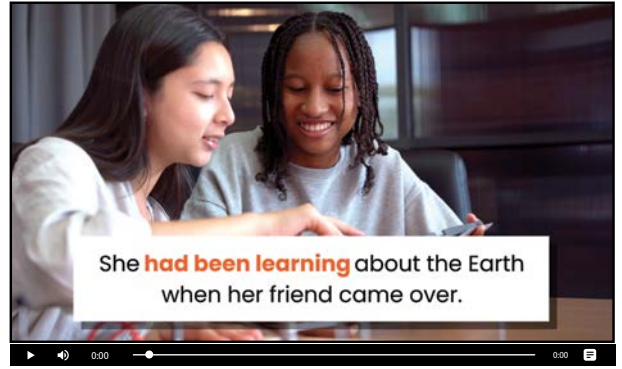 She had been learning about the Earth
when her friend came over.
0:00
0:00